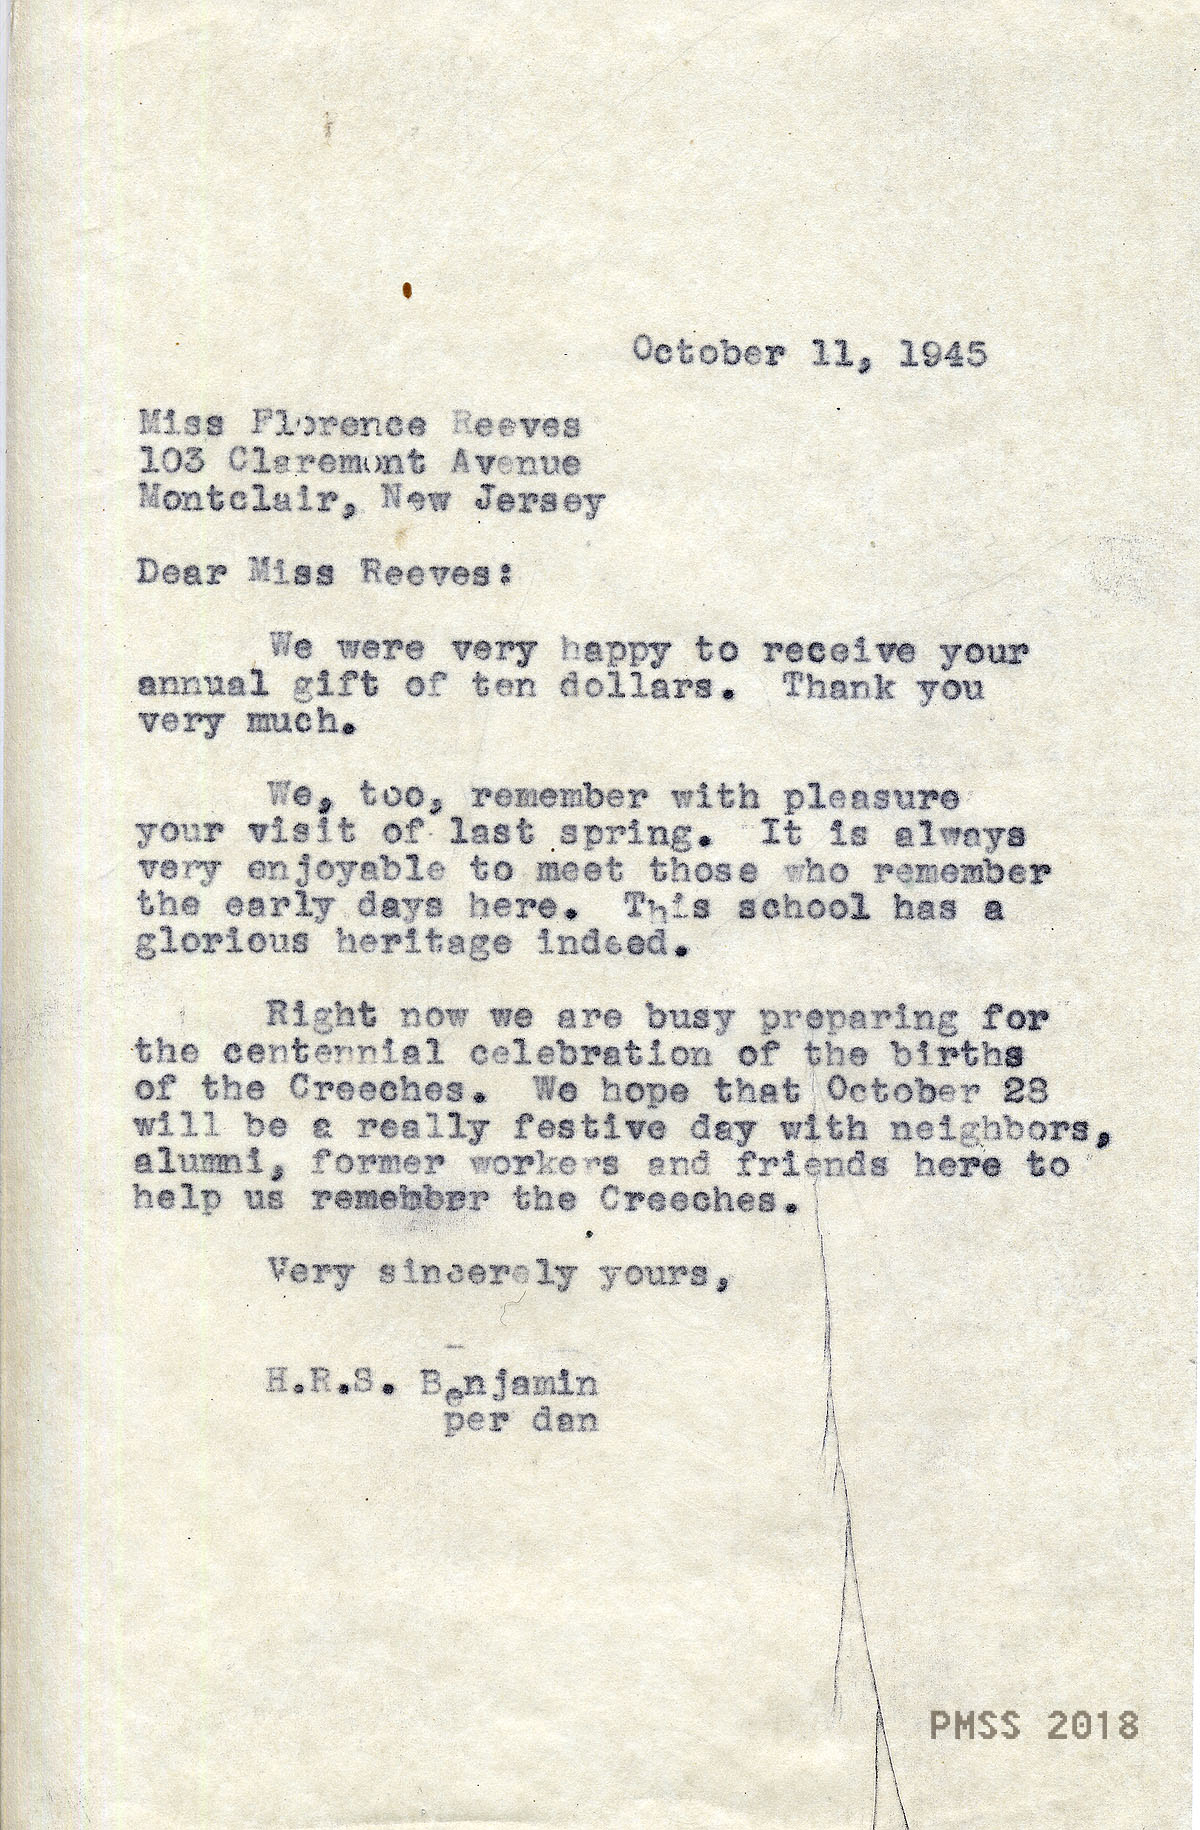 October 11, 1945
Miss Florence Reeves
103 Claremont Avenue
Montclair, New Jersey
Dear Miss Reeves:
We were very happy to receive your
annual gift of ten dollars. Thank you
very much.
We, too, remember with pleasure
your visit of last spring. It is always
very enjoyable to meet those who remember
the early days here. This school has a
glorious heritage indeed.
Right now we are busy preparing for
the centennial celebration of the births
of the Creeches. We hope that October 28
will be a really festive day with neighbors,
alumni, former workers and friends here to
help us remember the Creeches.
Very sincerely yours,
H.R.S. Benjamin
per dan
PMSS 2018